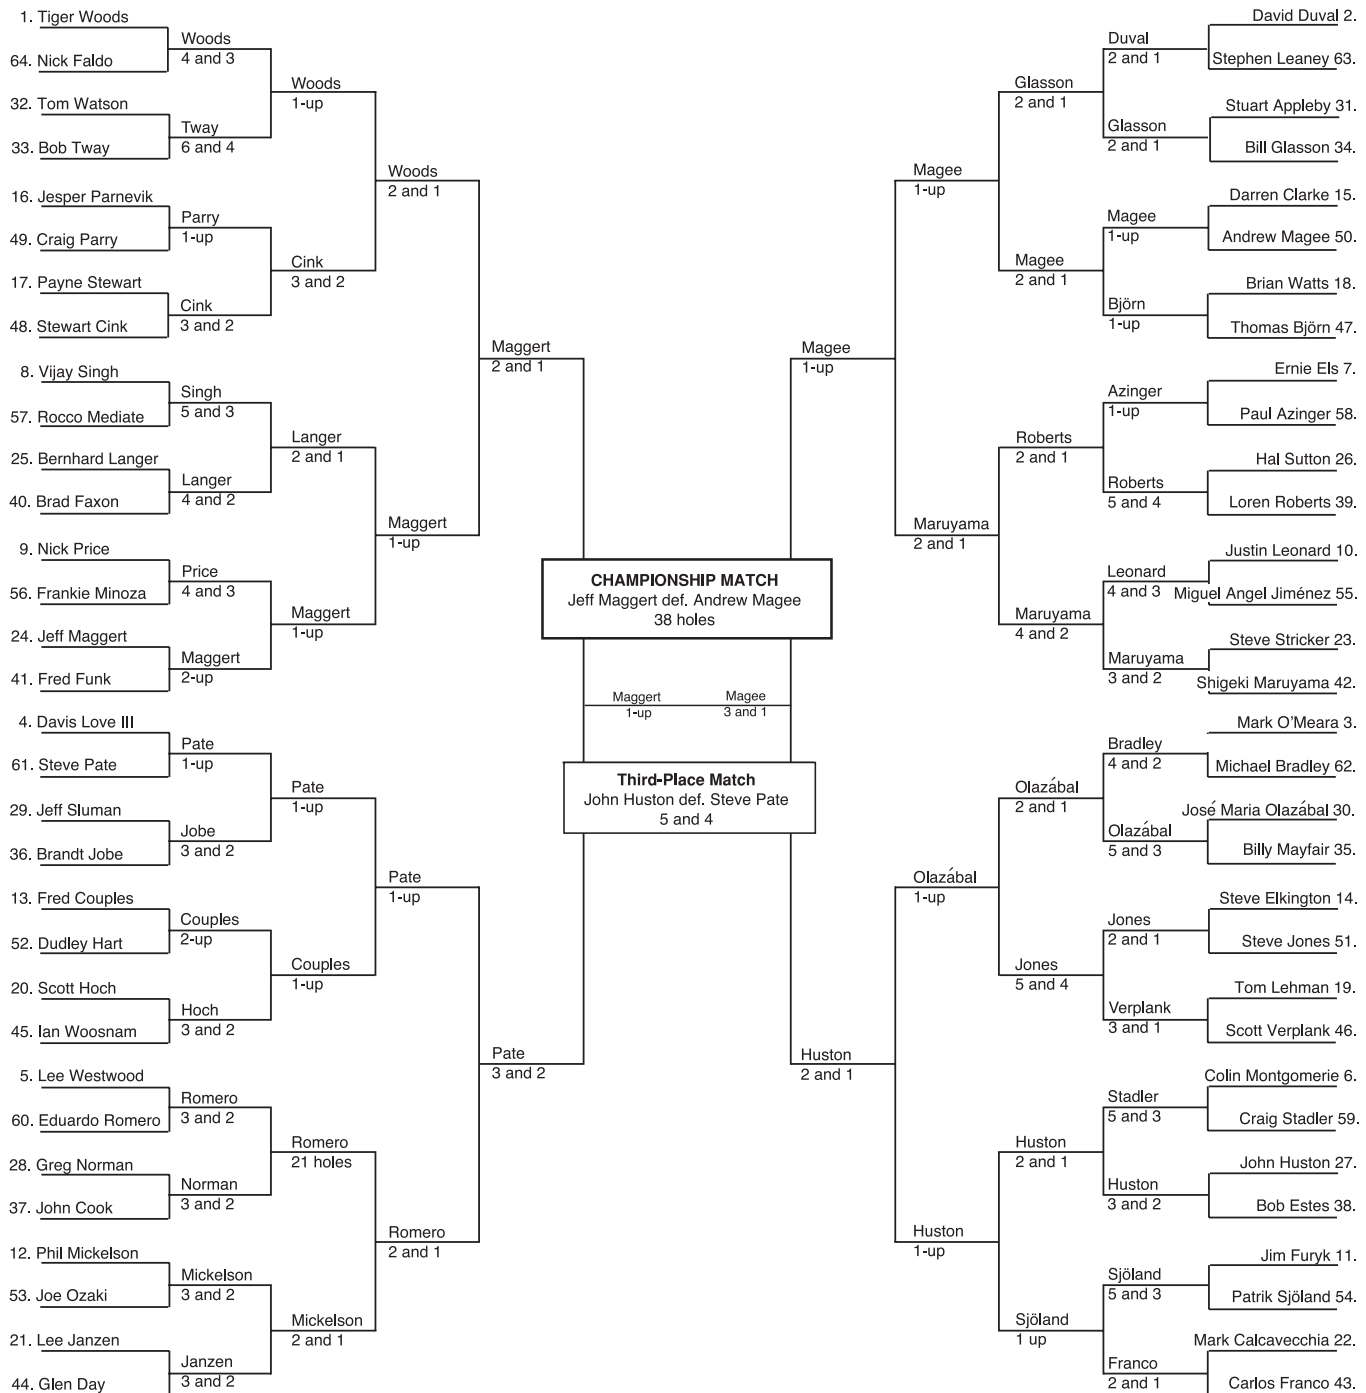 1. Tiger Woods
Woods
4 and 3
64. Nick Faldo
Woods
1-up
32. Tom Watson
Tway
6 and 4
33. Bob Tway
Woods
2 and 1
16. Jesper Parnevik
Parry
1-up
49. Craig Parry
Cink
3 and 2
17. Payne Stewart
Cink
3 and 2
48. Stewart Cink
Maggert
2 and 1
8. Vijay Singh
Singh
5 and 3
57. Rocco Mediate
Langer
2 and 1
25. Bernhard Langer
Langer
4 and 2
40. Brad Faxon
Maggert
1-up
9. Nick Price
Price
4 and 3
56. Frankie Minoza
Maggert
1-up
24. Jeff Maggert
Maggert
2-up
41. Fred Funk
4. Davis Love III
Pate
1-up
61. Steve Pate
Pate
1-up
29. Jeff Sluman
Jobe
3 and 2
36. Brandt Jobe
Pate
1-up
13. Fred Couples
Couples
2-up
52. Dudley Hart
Couples
1-up
20. Scott Hoch
Hoch
3 and 2
45. Ian Woosnam
Pate
3 and 2
5. Lee Westwood
Romero
3 and 2
60. Eduardo Romero
Romero
21 holes
28. Greg Norman
Norman
3 and 2
37. John Cook
Romero
2 and 1
12. Phil Mickelson
Mickelson
3 and 2
53. Joe Ozaki
Mickelson
2 and 1
21. Lee Janzen
Janzen
3 and 2
44. Glen Day
CHAMPIONSHIP MATCH
Jeff Maggert def. Andrew Magee
38 holes
Maggert
1-up
Magee
3 and 1
Third-Place Match
John Huston def. Steve Pate
5 and 4
David Duval 2.
Duval
2 and 1
Stephen Leaney 63.
Glasson
2 and 1
Stuart Appleby 31.
Glasson
2 and 1
Bill Glasson 34.
Magee
1-up
Darren Clarke 15.
Magee
1-up
Andrew Magee 50.
Magee
2 and 1
Brian Watts 18.
Björn
1-up
Thomas Björn 47.
Magee
1-up
Ernie Els 7.
Azinger
1-up
Paul Azinger 58.
Roberts
2 and 1
Hal Sutton 26.
Roberts
5 and 4
Loren Roberts 39.
Maruyama
2 and 1
Justin Leonard 10.
Leonard
4 and 3
Miguel Angel Jiménez 55.
Maruyama
4 and 2
Steve Stricker 23.
Maruyama
3 and 2
Shigeki Maruyama 42.
Mark O'Meara 3.
Bradley
4 and 2
Michael Bradley 62.
Olazábal
2 and 1
José Maria Olazábal 30.
Olazábal
5 and 3
Billy Mayfair 35.
Olazábal
1-up
Steve Elkington 14.
Jones
2 and 1
Steve Jones 51.
Jones
5 and 4
Tom Lehman 19.
Verplank
3 and 1
Scott Verplank 46.
Huston
2 and 1
Colin Montgomerie 6.
Stadler
5 and 3
Craig Stadler 59.
Huston
2 and 1
John Huston 27.
Huston
3 and 2
Bob Estes 38.
Huston
1-up
Jim Furyk 11.
Sjöland
5 and 3
Patrik Sjöland 54.
Sjöland
1 up
Mark Calcavecchia 22.
Franco
2 and 1
Carlos Franco 43.